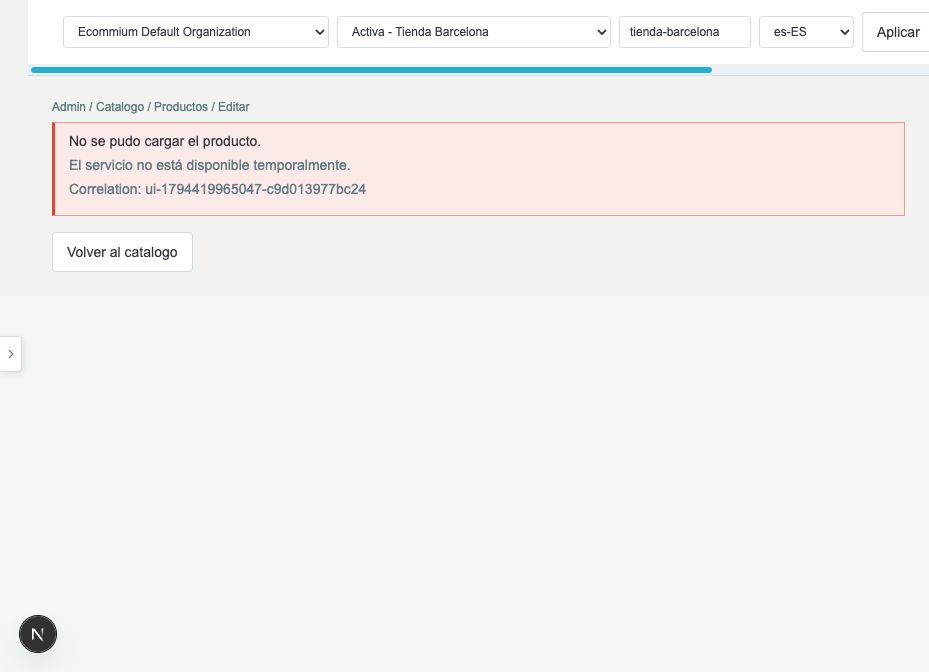 Ecommium Default Organization
Activa - Tienda Barcelona
tienda-barcelona
es-ES
Aplicar
Admin / Catalogo / Productos / Editar
No se pudo cargar el producto.
El servicio no está disponible temporalmente.
Correlation: ui-1794419965047-c9d013977bc24
Volver al catalogo
N